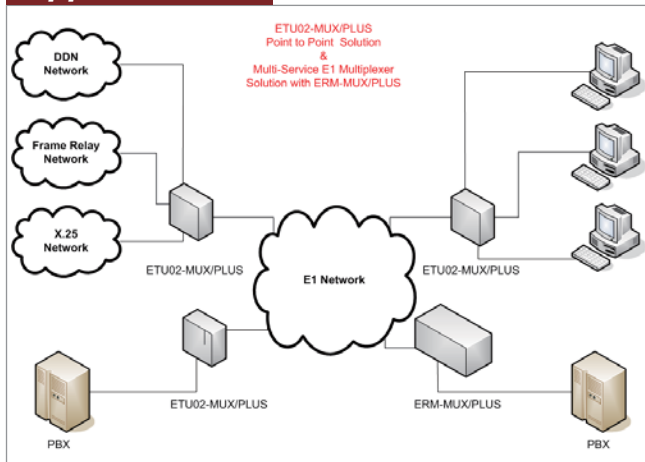 ETU02-MUX/PLUS
Point to Point Solution
&
Multi-Service E1 Multiplexer
Solution with ERM-MUX/PLUS
DDN
Network
Frame Relay
Network
X.25
Network
ETU02-MUX/PLUS
E1 Network
ETU02-MUX/PLUS
ETU02-MUX/PLUS
ERM-MUX/PLUS
PBX
PBX